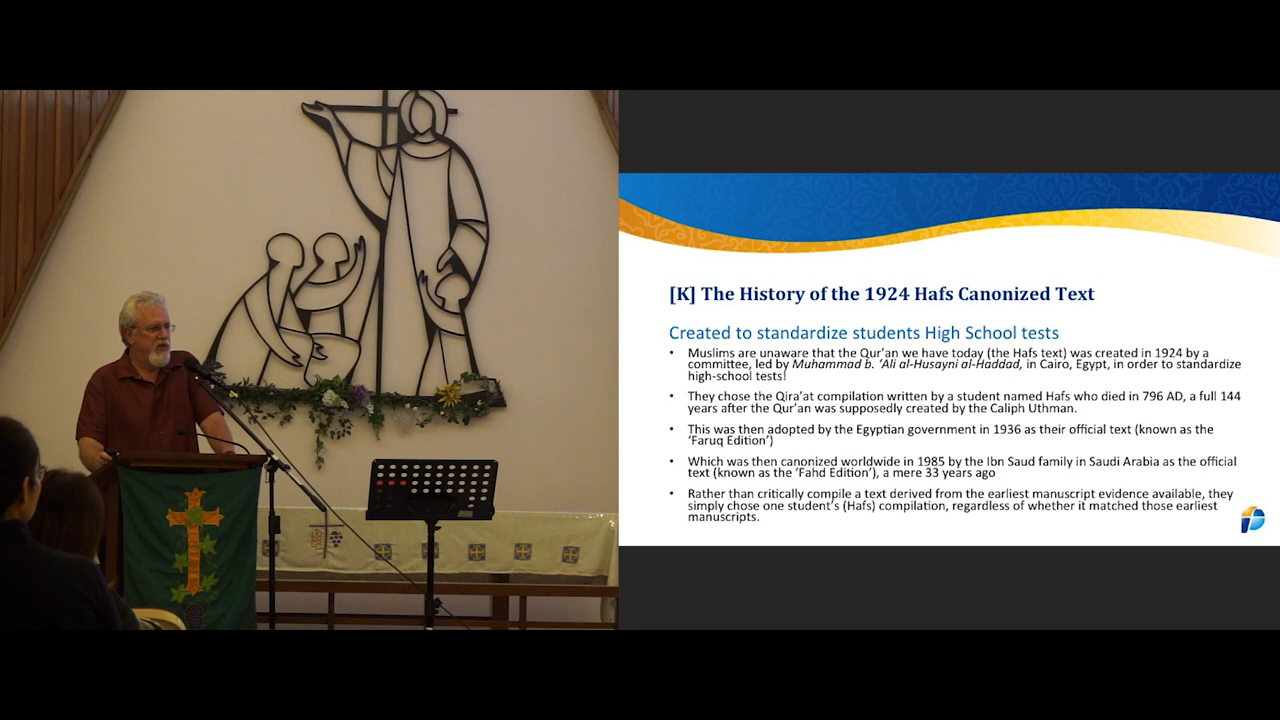 [K] The History of the 1924 Hafs Canonized Text
Created to standardize students High School tests
• Muslims are unaware that the Qur'an we have today (the Hafs text) was created in 1924 by a
committee, led by Muhammad b. 'Ali al-Husayni al-Haddad, in Cairo, Egypt, in order to standardize
high-school tests!
• They chose the Qira'at compilation written by a student named Hafs who died in 796 AD, a full 144
years after the Qur'an was supposedly created by the Caliph Uthman.
• This was then adopted by the Egyptian government in 1936 as their official text (known as the
'Faruq Edition')
• Which was then canonized worldwide in 1985 by the Ibn Saud family in Saudi Arabia as the official
text (known as the 'Fahd Edition'), a mere 33 years ago
• Rather than critically compile a text derived from the earliest manuscript evidence available, they
simply chose one student's (Hafs) compilation, regardless of whether it matched those earliest
manuscripts.